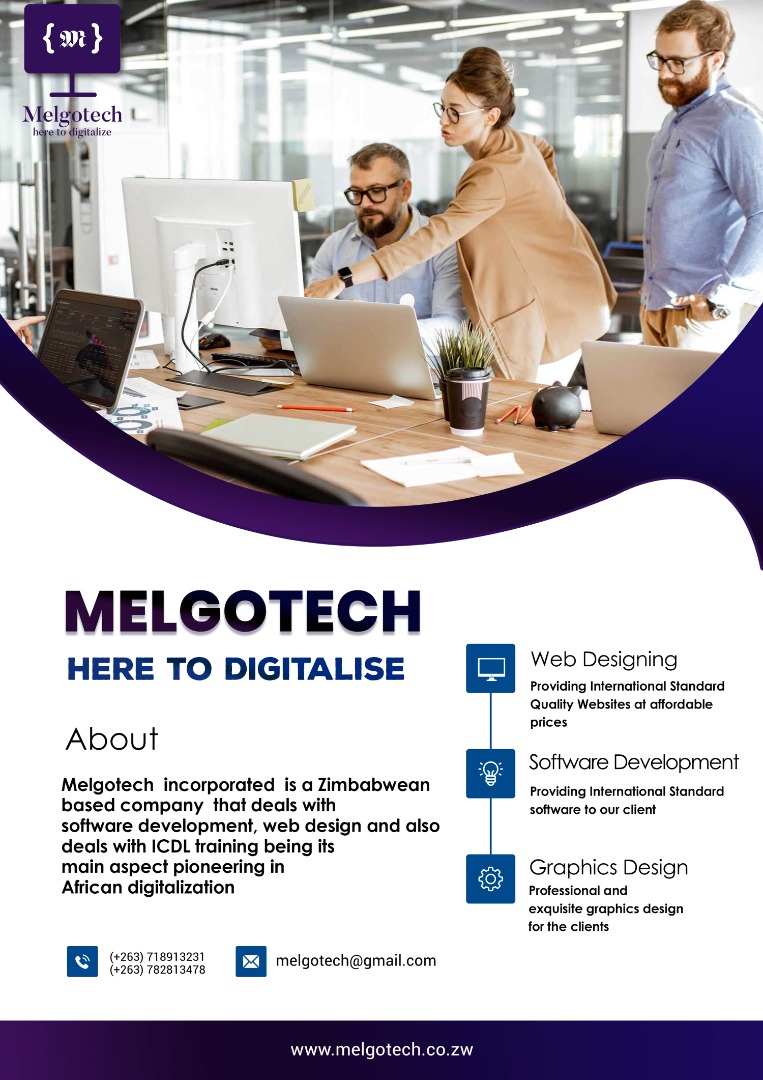 { 𝕸 }
Melgotech
here to digitalize
MELGOTECH
HERE TO DIGITALISE
About
Melgotech incorporated is a Zimbabwean
based company that deals with
software development, web design and also
deals with ICDL training being its
main aspect pioneering in
African digitalization
Web Designing
Providing International Standard
Quality Websites at affordable
prices
Software Development
Providing International Standard
software to our client
Graphics Design
Professional and
exquisite graphics design
for the clients
(+263) 718913231
(+263) 782813478
melgotech@gmail.com
www.melgotech.co.zw